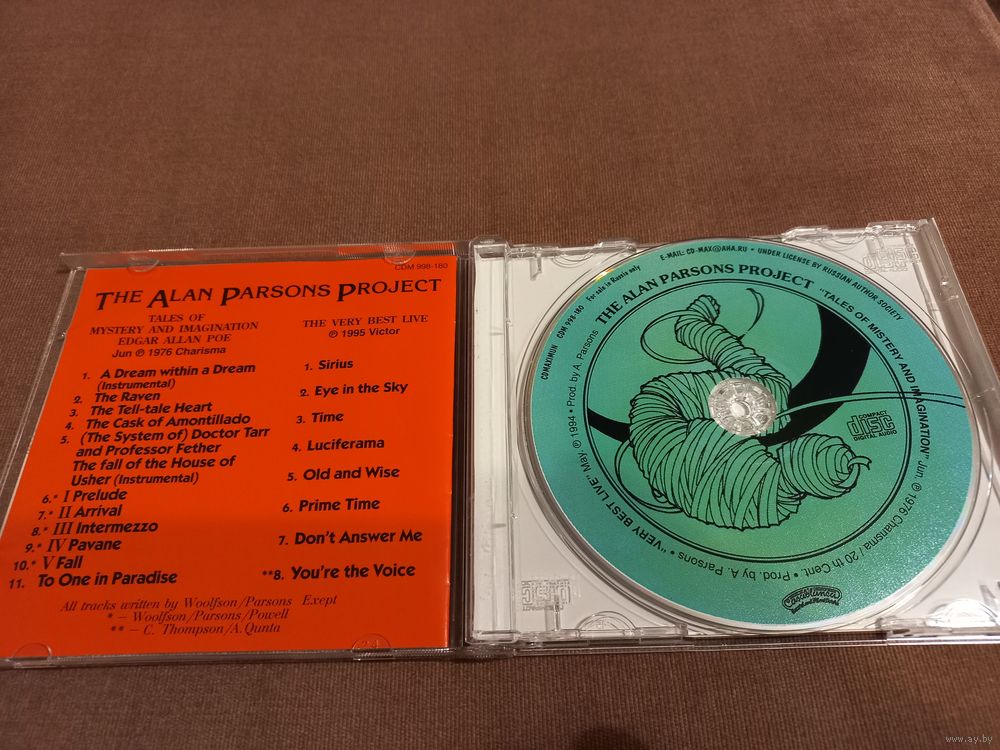 CDM 998-180
THE ALAN PARSONS PROJECT
TALES OF
MYSTERY AND IMAGINATION
EDGAR ALLAN POE
Jun ℗ 1976 Charisma
1. A Dream within a Dream
(Instrumental)
2. The Raven
3. The Tell-tale Heart
4. The Cask of Amontillado
5. (The System of) Doctor Tarr
and Professor Fether
The fall of the House of
Usher (Instrumental)
6.* I Prelude
7.* II Arrival
8.* III Intermezzo
9.* IV Pavane
10.* V Fall
11. To One in Paradise
THE VERY BEST LIVE
℗ 1995 Victor
1. Sirius
2. Eye in the Sky
3. Time
4. Luciferama
5. Old and Wise
6. Prime Time
7. Don't Answer Me
**8. You're the Voice
All tracks written by Woolfson/Parsons Exept
* – Woolfson/Parsons/Powell
** – C. Thompson/A.Qunta
CDMAXIMUN CDM 998-180 For sale in Russia only E-MAIL: CD-MAX@AHA.RU • UNDER LICENSE BY RUSSIAN AUTHOR SOCIETY
THE ALAN PARSONS PROJECT "TALES OF MISTERY AND IMAGINATION" Jun. ℗ 1976 Charisma / 20 th Cent. • Prod. by A. Parsons • "VERY BEST LIVE" May. ℗ 1994 • Prod. by A. Parsons
COMPACT
disc
DIGITAL AUDIO
Casablanca
www.ay.by